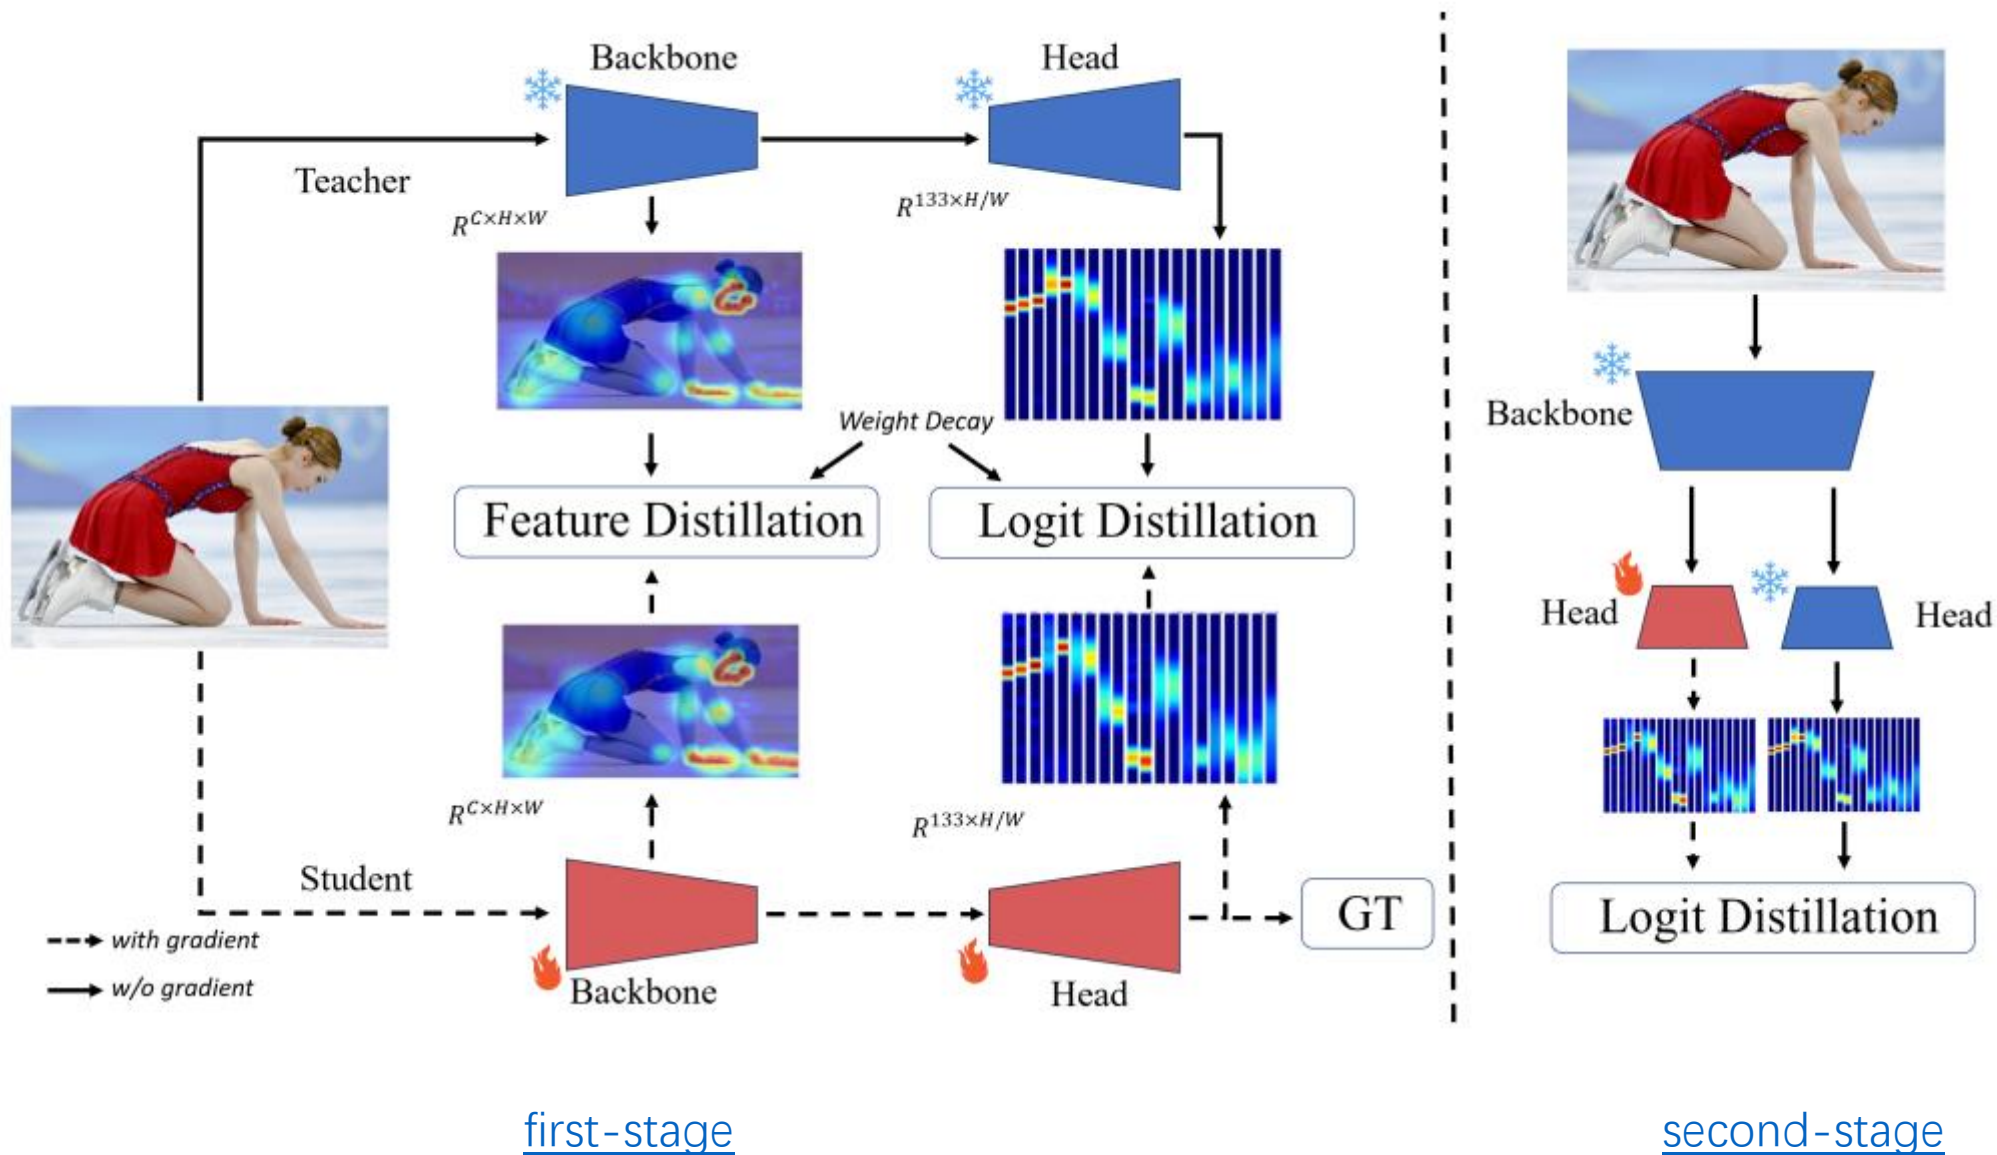 Backbone
Head
Teacher
R^{C×H×W}
R^{133×H/W}
Weight Decay
Feature Distillation
Logit Distillation
R^{C×H×W}
R^{133×H/W}
Student
GT
with gradient
w/o gradient
Backbone
Head
first-stage
Backbone
Head
Head
Logit Distillation
second-stage